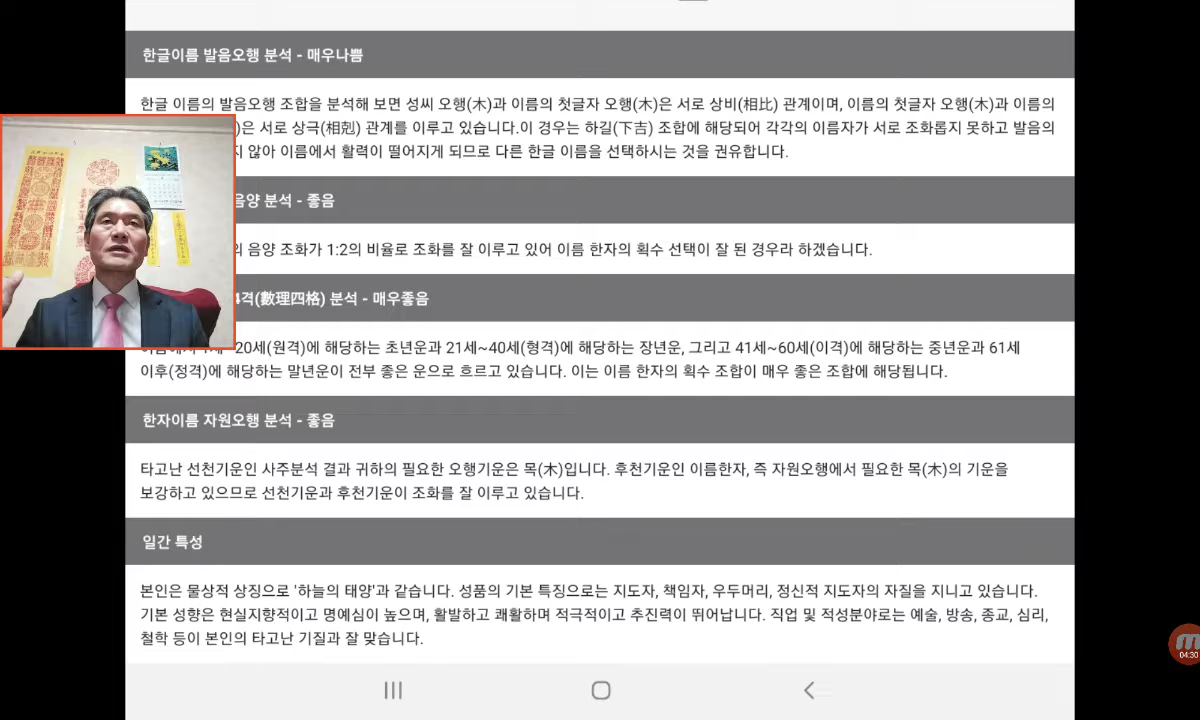 한글이름 발음오행 분석 - 매우나쁨
한글 이름의 발음오행 조합을 분석해 보면 성씨 오행(木)과 이름의 첫글자 오행(木)은 서로 상비(相比) 관계이며, 이름의 첫글자 오행(木)과 이름의
)은 서로 상극(相剋) 관계를 이루고 있습니다.이 경우는 하길(下吉) 조합에 해당되어 각각의 이름자가 서로 조화롭지 못하고 발음의
지 않아 이름에서 활력이 떨어지게 되므로 다른 한글 이름을 선택하시는 것을 권유합니다.
음양 분석 - 좋음
의 음양 조화가 1:2의 비율로 조화를 잘 이루고 있어 이름 한자의 획수 선택이 잘 된 경우라 하겠습니다.
4격(數理四格) 분석 - 매우좋음
20세(원격)에 해당하는 초년운과 21세~40세(형격)에 해당하는 장년운, 그리고 41세~60세(이격)에 해당하는 중년운과 61세
이후(정격)에 해당하는 말년운이 전부 좋은 운으로 흐르고 있습니다. 이는 이름 한자의 획수 조합이 매우 좋은 조합에 해당됩니다.
한자이름 자원오행 분석 - 좋음
타고난 선천기운인 사주분석 결과 귀하의 필요한 오행기운은 목(木)입니다. 후천기운인 이름한자, 즉 자원오행에서 필요한 목(木)의 기운을
보강하고 있으므로 선천기운과 후천기운이 조화를 잘 이루고 있습니다.
일간 특성
본인은 물상적 상징으로 '하늘의 태양'과 같습니다. 성품의 기본 특징으로는 지도자, 책임자, 우두머리, 정신적 지도자의 자질을 지니고 있습니다.
기본 성향은 현실지향적이고 명예심이 높으며, 활발하고 쾌활하며 적극적이고 추진력이 뛰어납니다. 직업 및 적성분야로는 예술, 방송, 종교, 심리,
철학 등이 본인의 타고난 기질과 잘 맞습니다.
04:30